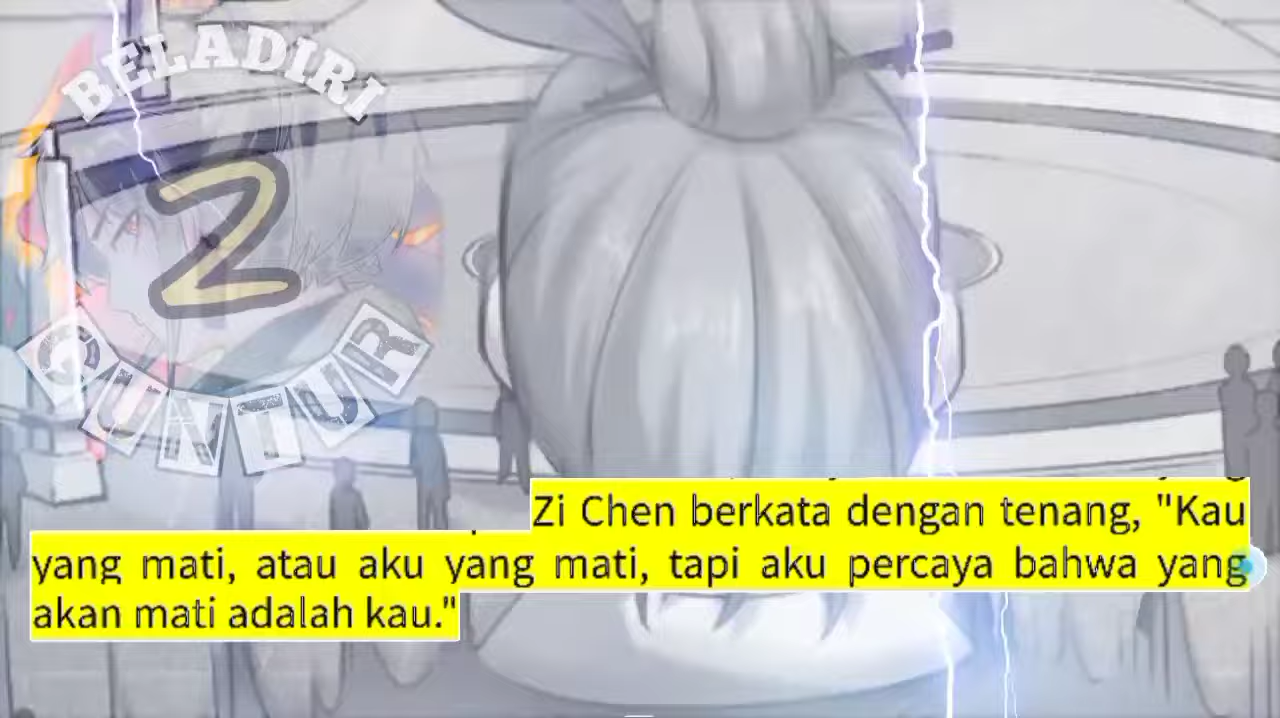 BELADIRI
2
GUNTUR
Zi Chen berkata dengan tenang, "Kau
yang mati, atau aku yang mati, tapi aku percaya bahwa yang
akan mati adalah kau."